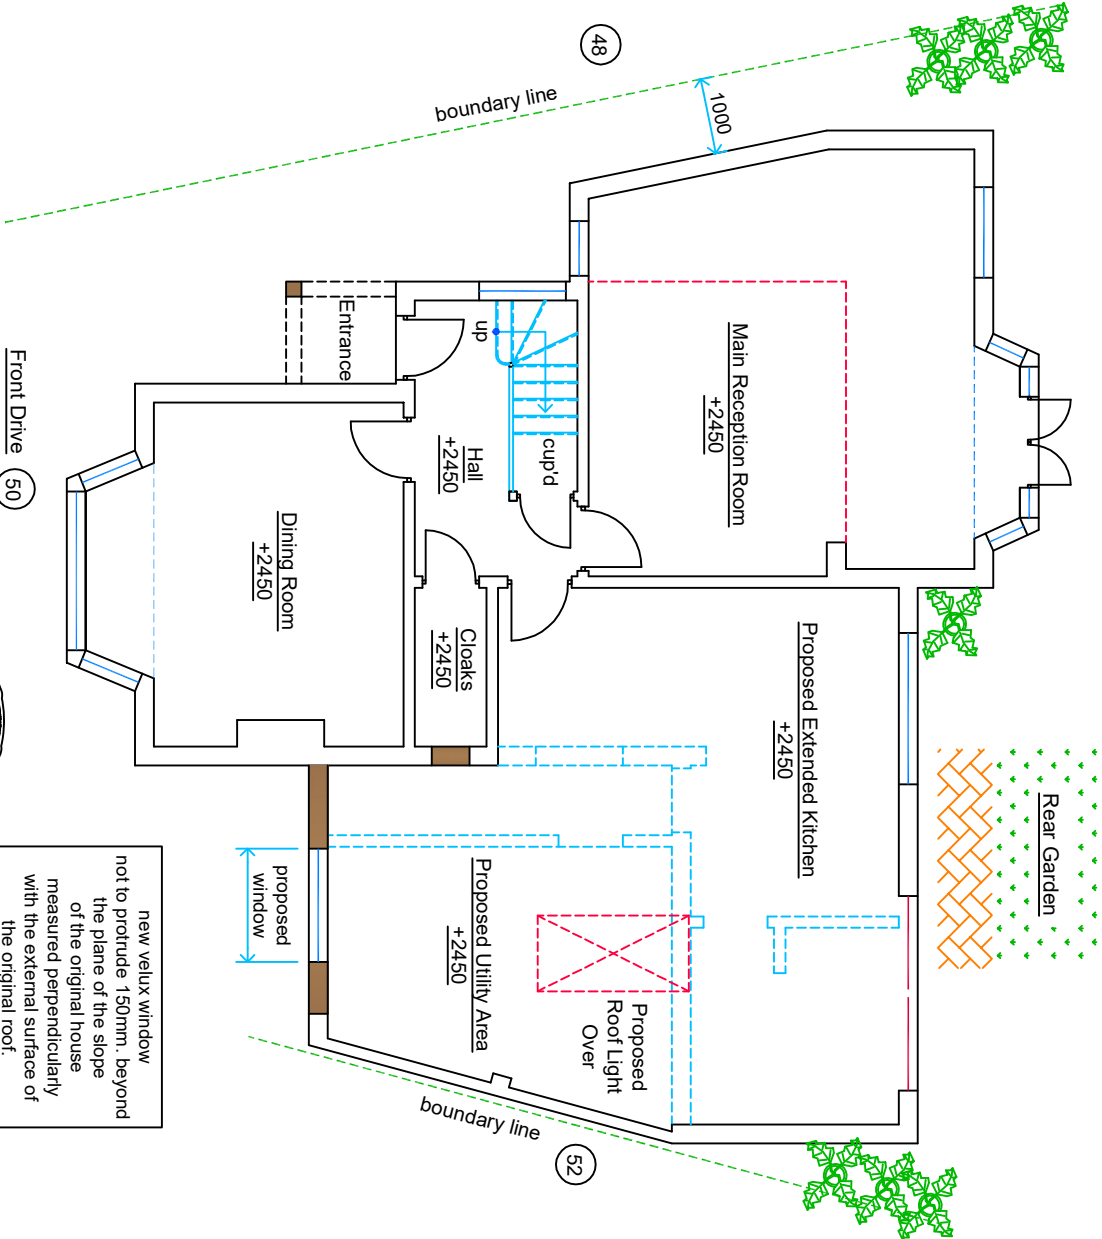 48
boundary line
1000
Entrance
up
Main Reception Room
+2450
cup'd
Hall
+2450
Front Drive
50
Dining Room
+2450
Cloaks
+2450
Proposed Extended Kitchen
+2450
Rear Garden
proposed
window
Proposed Utility Area
+2450
Proposed
Roof Light
Over
boundary line
52
new velux window
not to protrude 150mm. beyond
the plane of the slope
of the original house
measured perpendicularly
with the external surface of
the original roof.